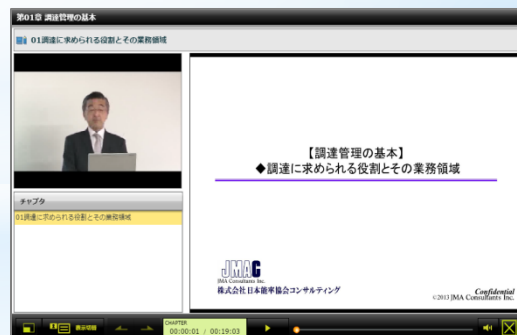 第01章 調達管理の基本
01調達に求められる役割とその業務領域
チャプタ
01調達に求められる役割とその業務領域
【調達管理の基本】
◆調達に求められる役割とその業務領域
JMAC
JMA Consultants Inc.
株式会社日本能率協会コンサルティング
Confidential
©2013 JMA Consultants Inc.
表示切替
CHAPTER
00:00:01 / 00:19:03